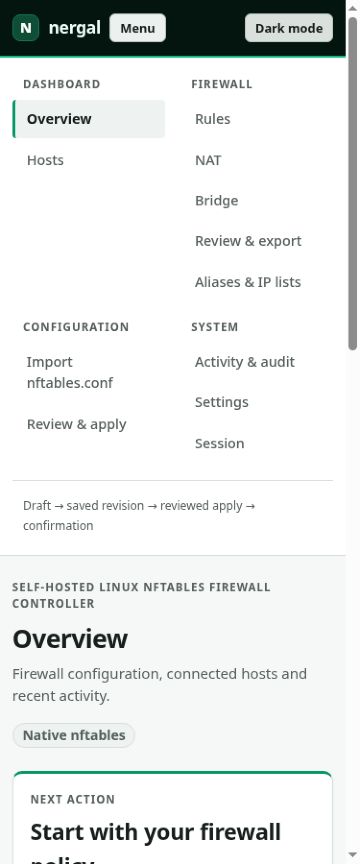 N nergal Menu Dark mode
DASHBOARD
Overview
Hosts
FIREWALL
Rules
NAT
Bridge
Review & export
Aliases & IP lists
CONFIGURATION
Import
nftables.conf
Review & apply
SYSTEM
Activity & audit
Settings
Session
Draft → saved revision → reviewed apply →
confirmation
SELF-HOSTED LINUX NFTABLES FIREWALL
CONTROLLER
Overview
Firewall configuration, connected hosts and
recent activity.
Native nftables
NEXT ACTION
Start with your firewall
policy